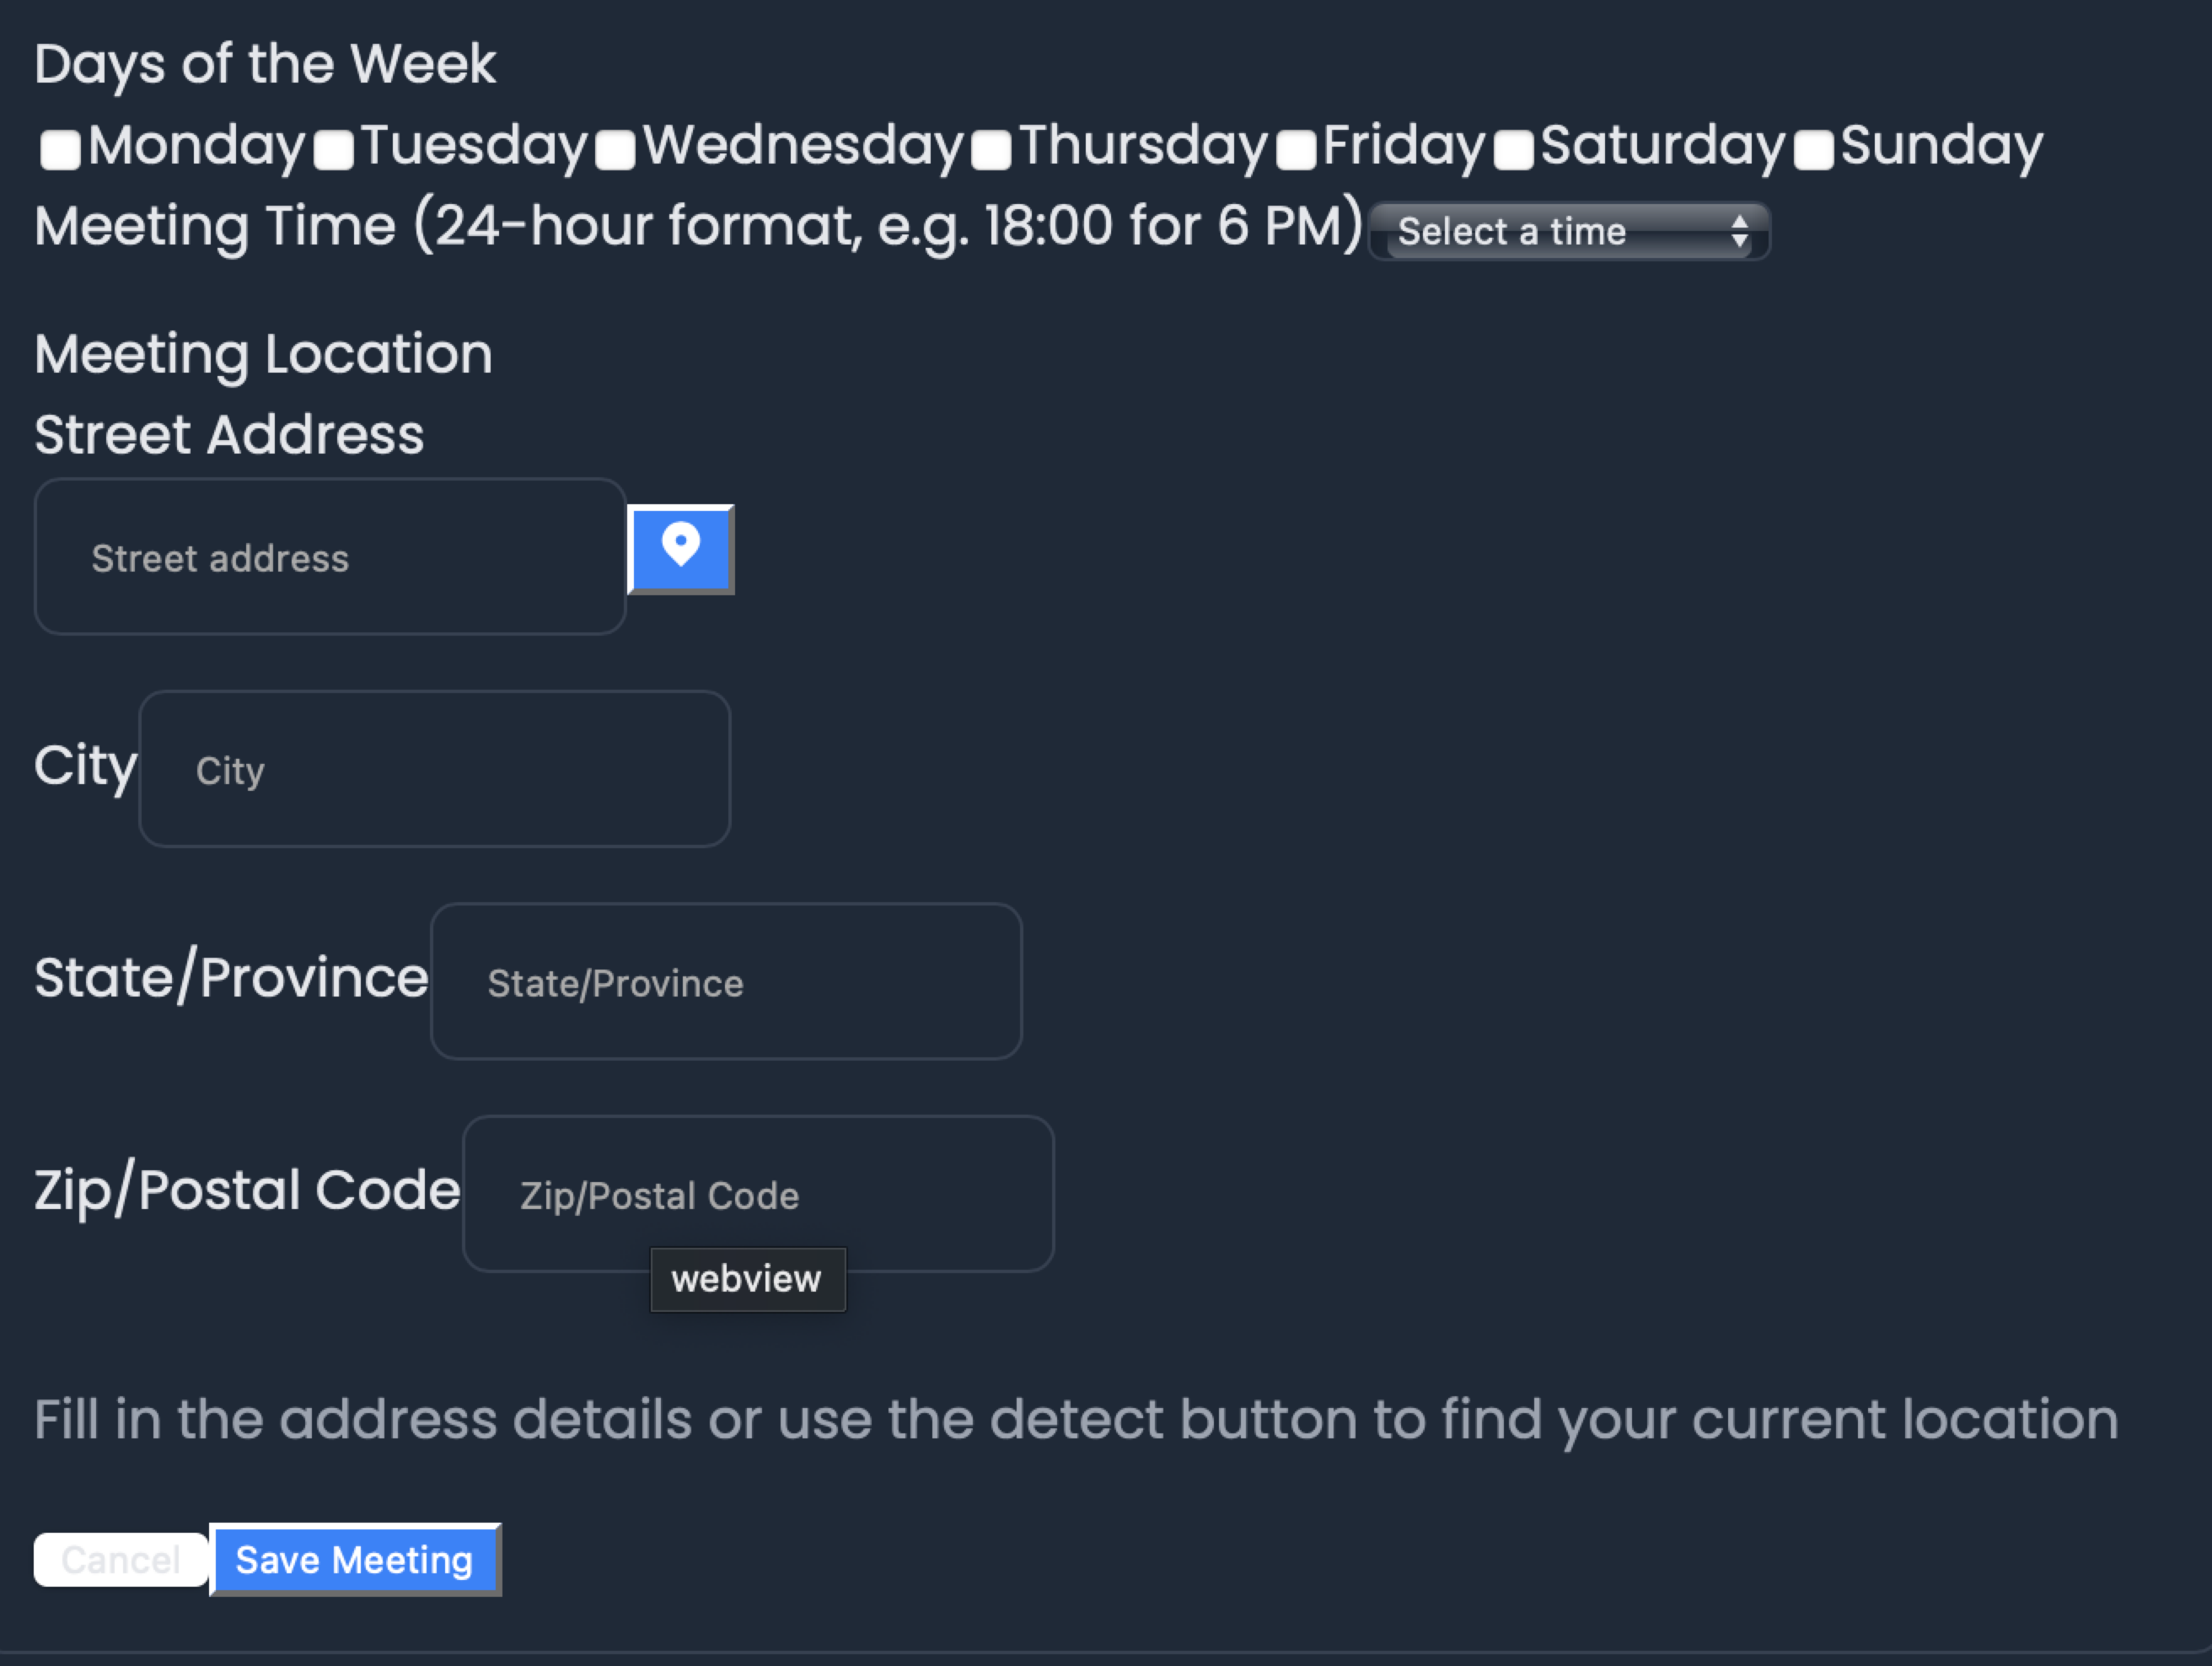 Days of the Week
Monday Tuesday Wednesday Thursday Friday Saturday Sunday
Meeting Time (24-hour format, e.g. 18:00 for 6 PM) Select a time
Meeting Location
Street Address
Street address
City City
State/Province State/Province
Zip/Postal Code Zip/Postal Code
webview
Fill in the address details or use the detect button to find your current location
Cancel Save Meeting